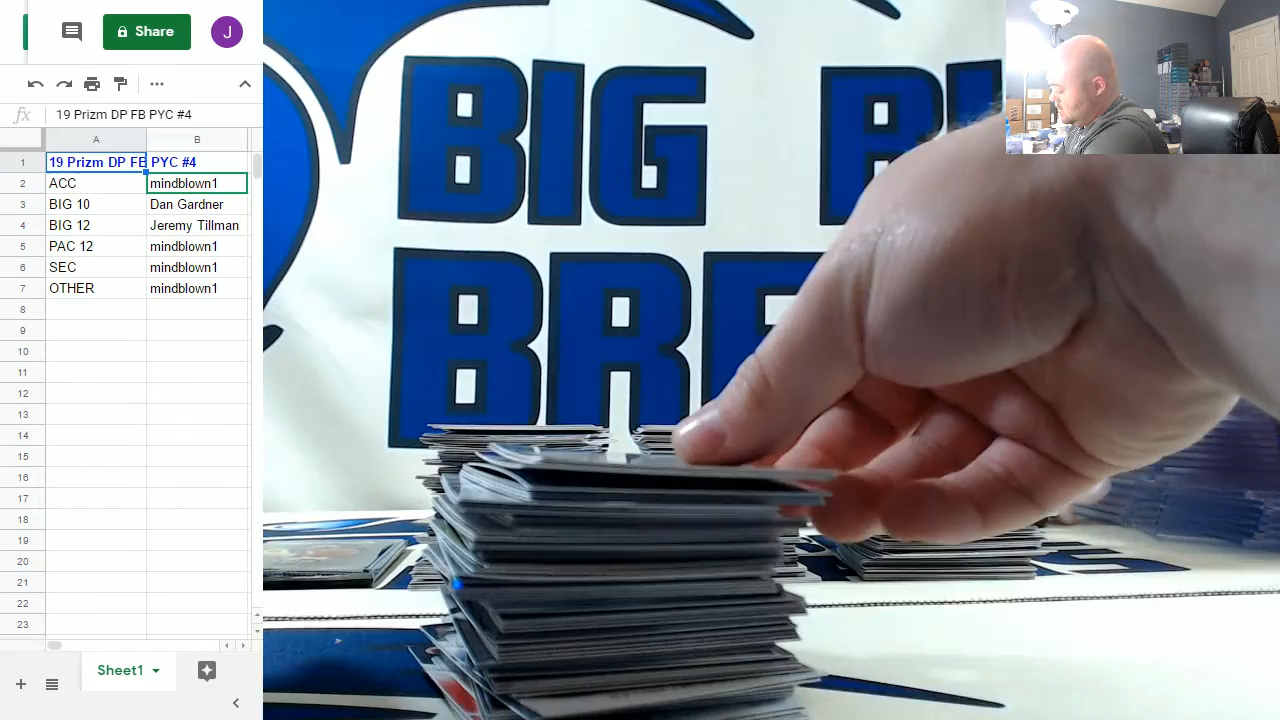 Share
J
fx 19 Prizm DP FB PYC #4
A B
1 19 Prizm DP FB PYC #4
2 ACC mindblown1
3 BIG 10 Dan Gardner
4 BIG 12 Jeremy Tillman
5 PAC 12 mindblown1
6 SEC mindblown1
7 OTHER mindblown1
8
9
10
11
12
13
14
15
16
17
18
19
20
21
22
23
Sheet1
BIG